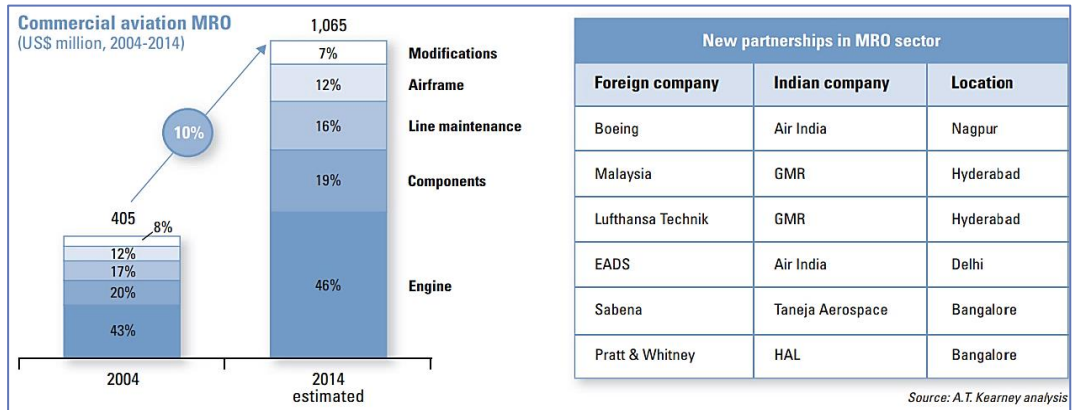 Commercial aviation MRO
(US$ million, 2004-2014)
1,065
7% Modifications
12% Airframe
16% Line maintenance
10%
19% Components
405
8%
12%
17%
20%
43%
46% Engine
2004
2014
estimated
New partnerships in MRO sector
Foreign company Indian company Location
Boeing Air India Nagpur
Malaysia GMR Hyderabad
Lufthansa Technik GMR Hyderabad
EADS Air India Delhi
Sabena Taneja Aerospace Bangalore
Pratt & Whitney HAL Bangalore
Source: A.T. Kearney analysis